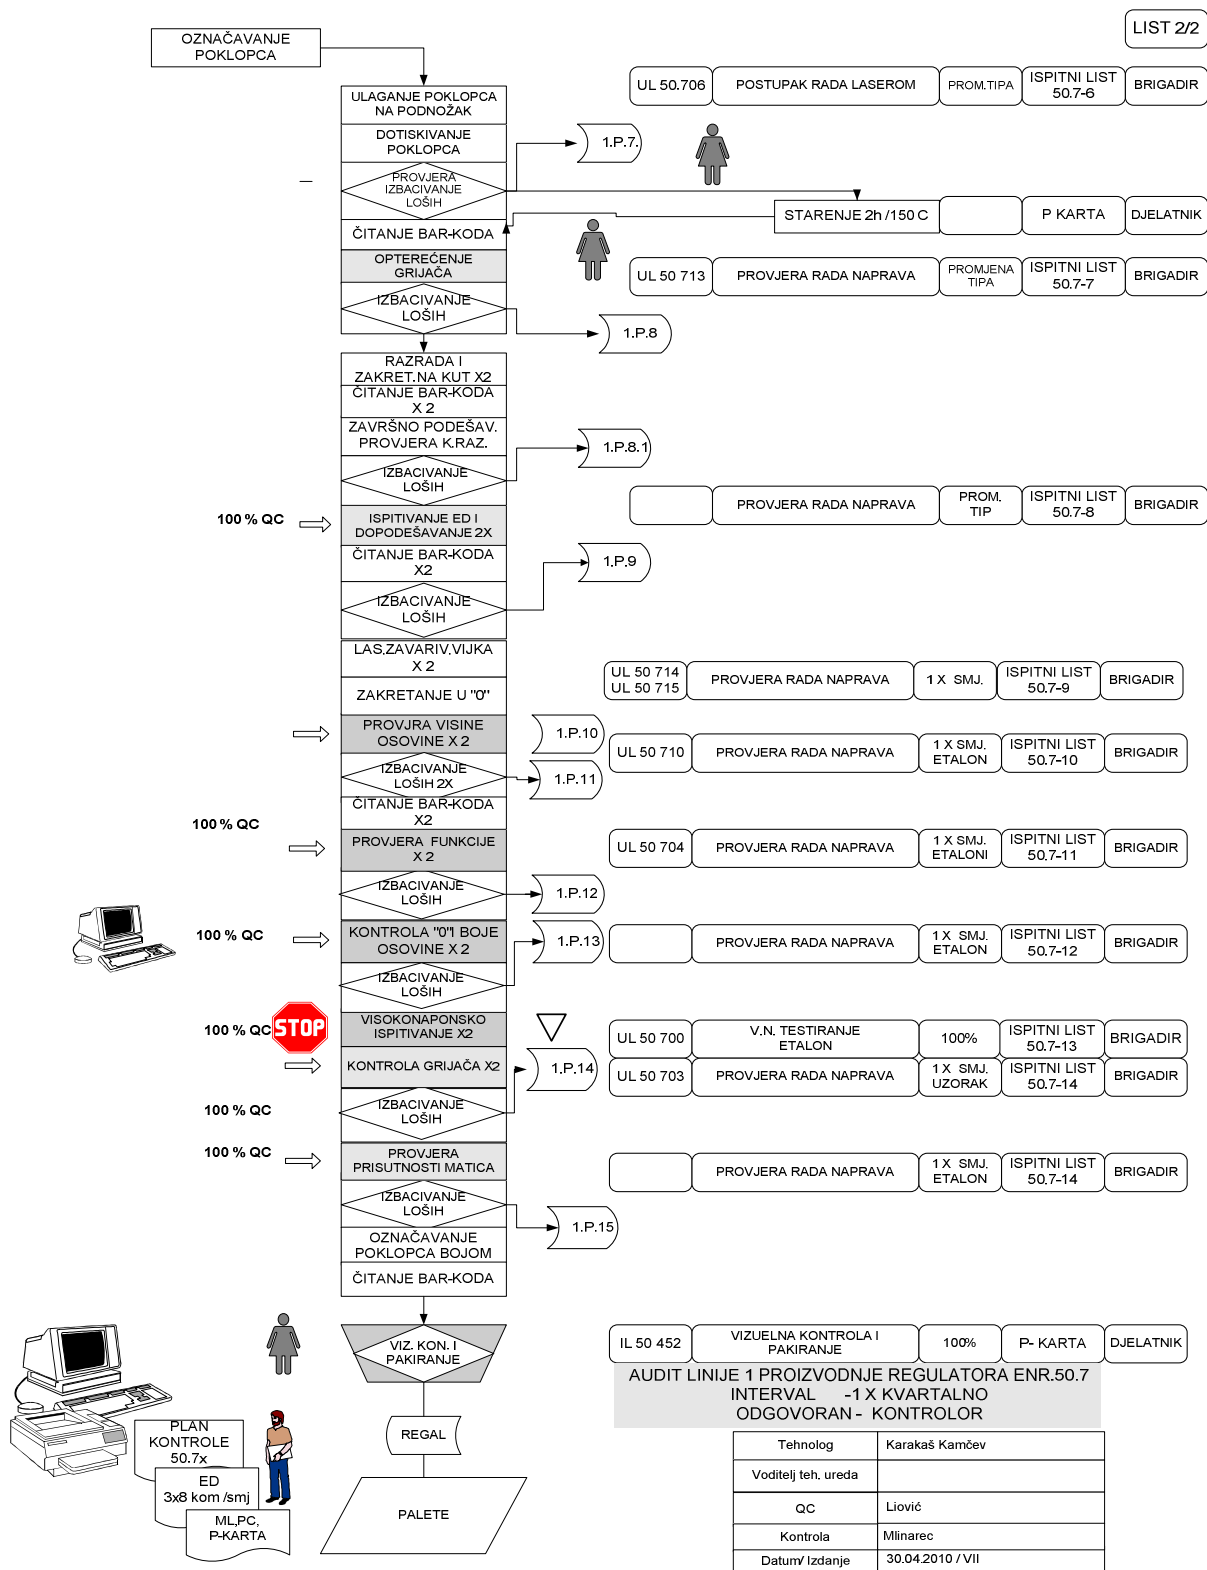 LIST 2/2
OZNAČAVANJE
POKLOPCA
ULAGANJE POKLOPCA
NA PODNOŽAK
UL 50.706
POSTUPAK RADA LASEROM
PROM.TIPA
ISPITNI LIST
50.7-6
BRIGADIR
DOTISKIVANJE
POKLOPCA
1.P.7.
PROVJERA
IZBACIVANJE
LOŠIH
STARENJE 2h /150 C
P KARTA
DJELATNIK
ČITANJE BAR-KODA
OPTEREĆENJE
GRIJAČA
UL 50 713
PROVJERA RADA NAPRAVA
PROMJENA
TIPA
ISPITNI LIST
50.7-7
BRIGADIR
IZBACIVANJE
LOŠIH
1.P.8
RAZRADA I
ZAKRET.NA KUT X2
ČITANJE BAR-KODA
X 2
ZAVRŠNO PODEŠAV.
PROVJERA K.RAZ.
1.P.8.1
IZBACIVANJE
LOŠIH
PROVJERA RADA NAPRAVA
PROM.
TIP
ISPITNI LIST
50.7-8
BRIGADIR
100 % QC
ISPITIVANJE ED I
DOPODEŠAVANJE 2X
ČITANJE BAR-KODA
X2
1.P.9
IZBACIVANJE
LOŠIH
LAS.ZAVARIV.VIJKA
X 2
UL 50 714
UL 50 715
PROVJERA RADA NAPRAVA
1 X SMJ.
ISPITNI LIST
50.7-9
BRIGADIR
ZAKRETANJE U "0"
PROVJRA VISINE
OSOVINE X 2
1.P.10
UL 50 710
PROVJERA RADA NAPRAVA
1 X SMJ.
ETALON
ISPITNI LIST
50.7-10
BRIGADIR
IZBACIVANJE
LOŠIH 2X
1.P.11
ČITANJE BAR-KODA
X2
100 % QC
PROVJERA FUNKCIJE
X 2
UL 50 704
PROVJERA RADA NAPRAVA
1 X SMJ.
ETALONI
ISPITNI LIST
50.7-11
BRIGADIR
IZBACIVANJE
LOŠIH
1.P.12
100 % QC
KONTROLA "0"I BOJE
OSOVINE X 2
1.P.13
PROVJERA RADA NAPRAVA
1 X SMJ.
ETALON
ISPITNI LIST
50.7-12
BRIGADIR
IZBACIVANJE
LOŠIH
100 % QC
STOP
VISOKONAPONSKO
ISPITIVANJE X2
UL 50 700
V.N. TESTIRANJE
ETALON
100%
ISPITNI LIST
50.7-13
BRIGADIR
KONTROLA GRIJAČA X2
1.P.14
UL 50 703
PROVJERA RADA NAPRAVA
1 X SMJ.
UZORAK
ISPITNI LIST
50.7-14
BRIGADIR
100 % QC
IZBACIVANJE
LOŠIH
100 % QC
PROVJERA
PRISUTNOSTI MATICA
PROVJERA RADA NAPRAVA
1 X SMJ.
ETALON
ISPITNI LIST
50.7-14
BRIGADIR
IZBACIVANJE
LOŠIH
1.P.15
OZNAČAVANJE
POKLOPCA BOJOM
ČITANJE BAR-KODA
VIZ. KON. I
PAKIRANJE
IL 50 452
VIZUELNA KONTROLA I
PAKIRANJE
100%
P- KARTA
DJELATNIK
AUDIT LINIJE 1 PROIZVODNJE REGULATORA ENR.50.7
INTERVAL -1 X KVARTALNO
ODGOVORAN - KONTROLOR
PLAN
KONTROLE
50.7x
REGAL
ED
3x8 kom /smj
ML,PC,
P-KARTA
PALETE
Tehnolog Karakaš Kamčev
Voditelj teh. ureda
QC Liović
Kontrola Mlinarec
Datum/ Izdanje 30.04.2010 / VII